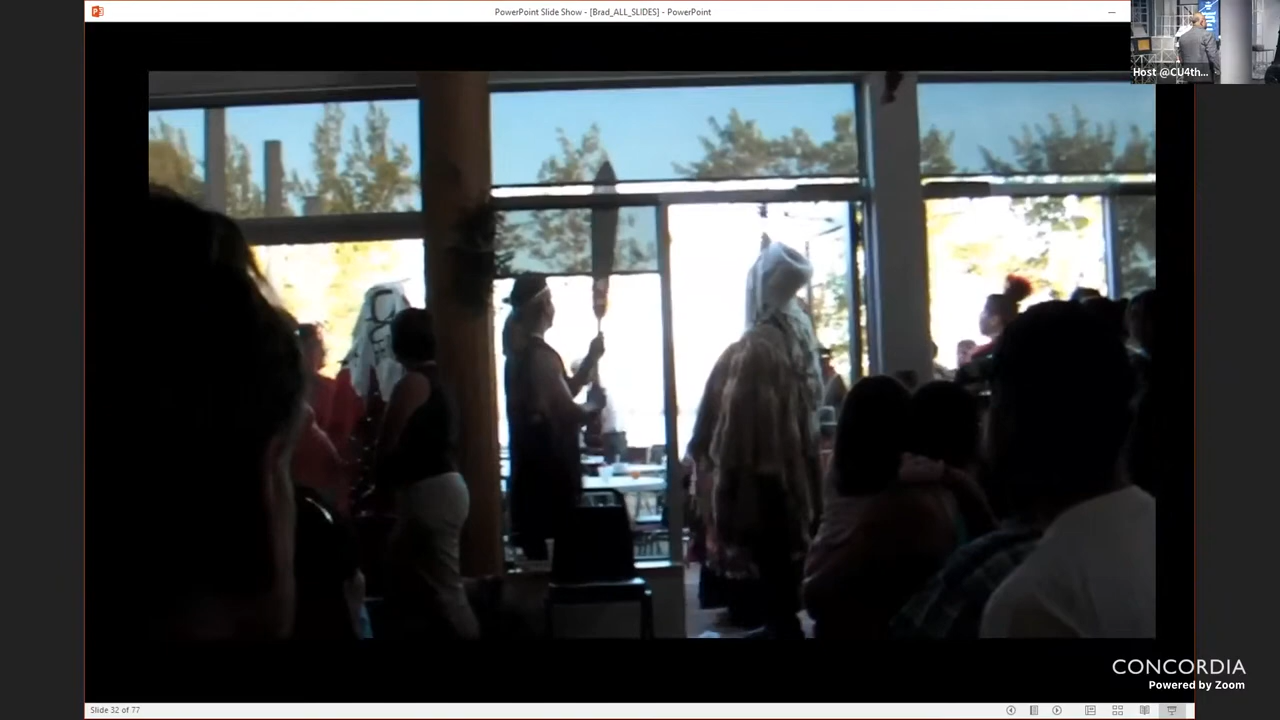 PowerPoint Slide Show - [Brad_ALL_SLIDES] - PowerPoint
Host @CU4th...
CONCORDIA
Powered by Zoom
Slide 32 of 77